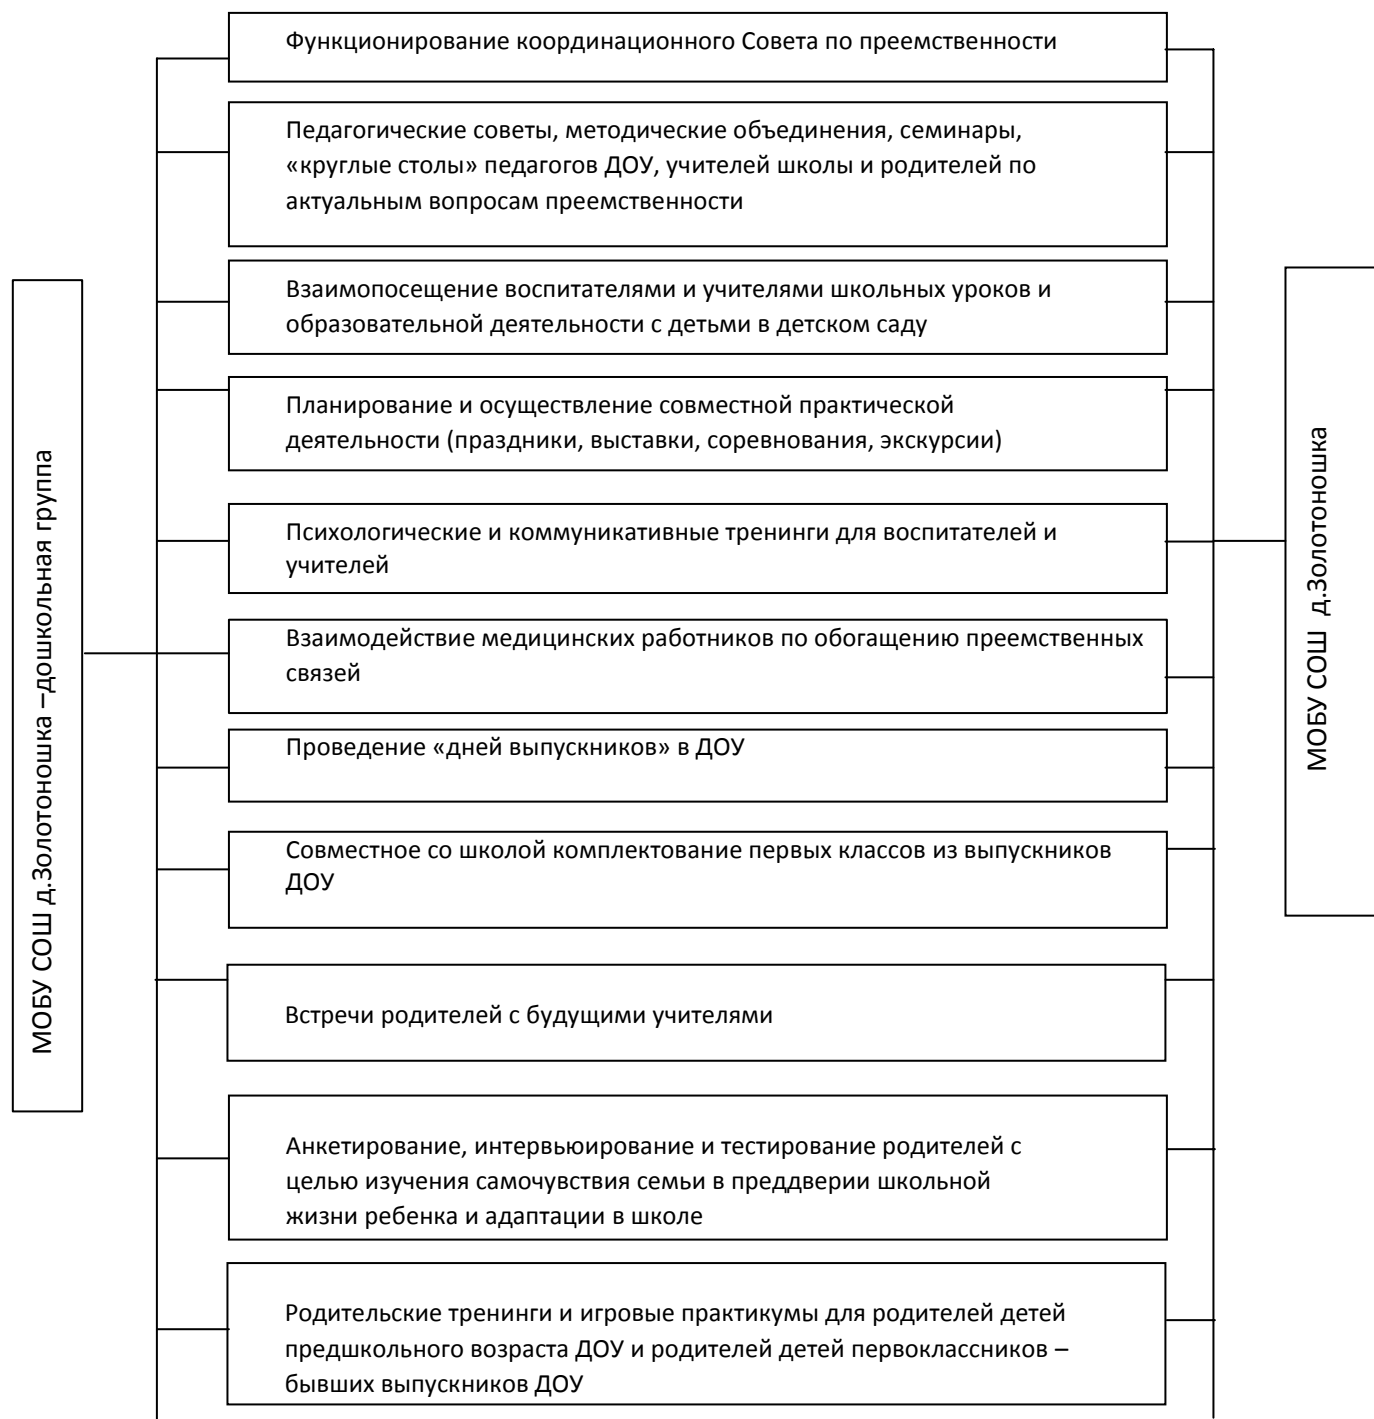 Функционирование координационного Совета по преемственности
Педагогические советы, методические объединения, семинары,
«круглые столы» педагогов ДОУ, учителей школы и родителей по
актуальным вопросам преемственности
Взаимопосещение воспитателями и учителями школьных уроков и
образовательной деятельности с детьми в детском саду
Планирование и осуществление совместной практической
деятельности (праздники, выставки, соревнования, экскурсии)
Психологические и коммуникативные тренинги для воспитателей и
учителей
Взаимодействие медицинских работников по обогащению преемственных
связей
Проведение «дней выпускников» в ДОУ
Совместное со школой комплектование первых классов из выпускников
ДОУ
Встречи родителей с будущими учителями
Анкетирование, интервьюирование и тестирование родителей с
целью изучения самочувствия семьи в преддверии школьной
жизни ребенка и адаптации в школе
Родительские тренинги и игровые практикумы для родителей детей
предшкольного возраста ДОУ и родителей детей первоклассников –
бывших выпускников ДОУ
МОБУ СОШ д.Золотоношка –дошкольная группа
МОБУ СОШ д.Золотоношка